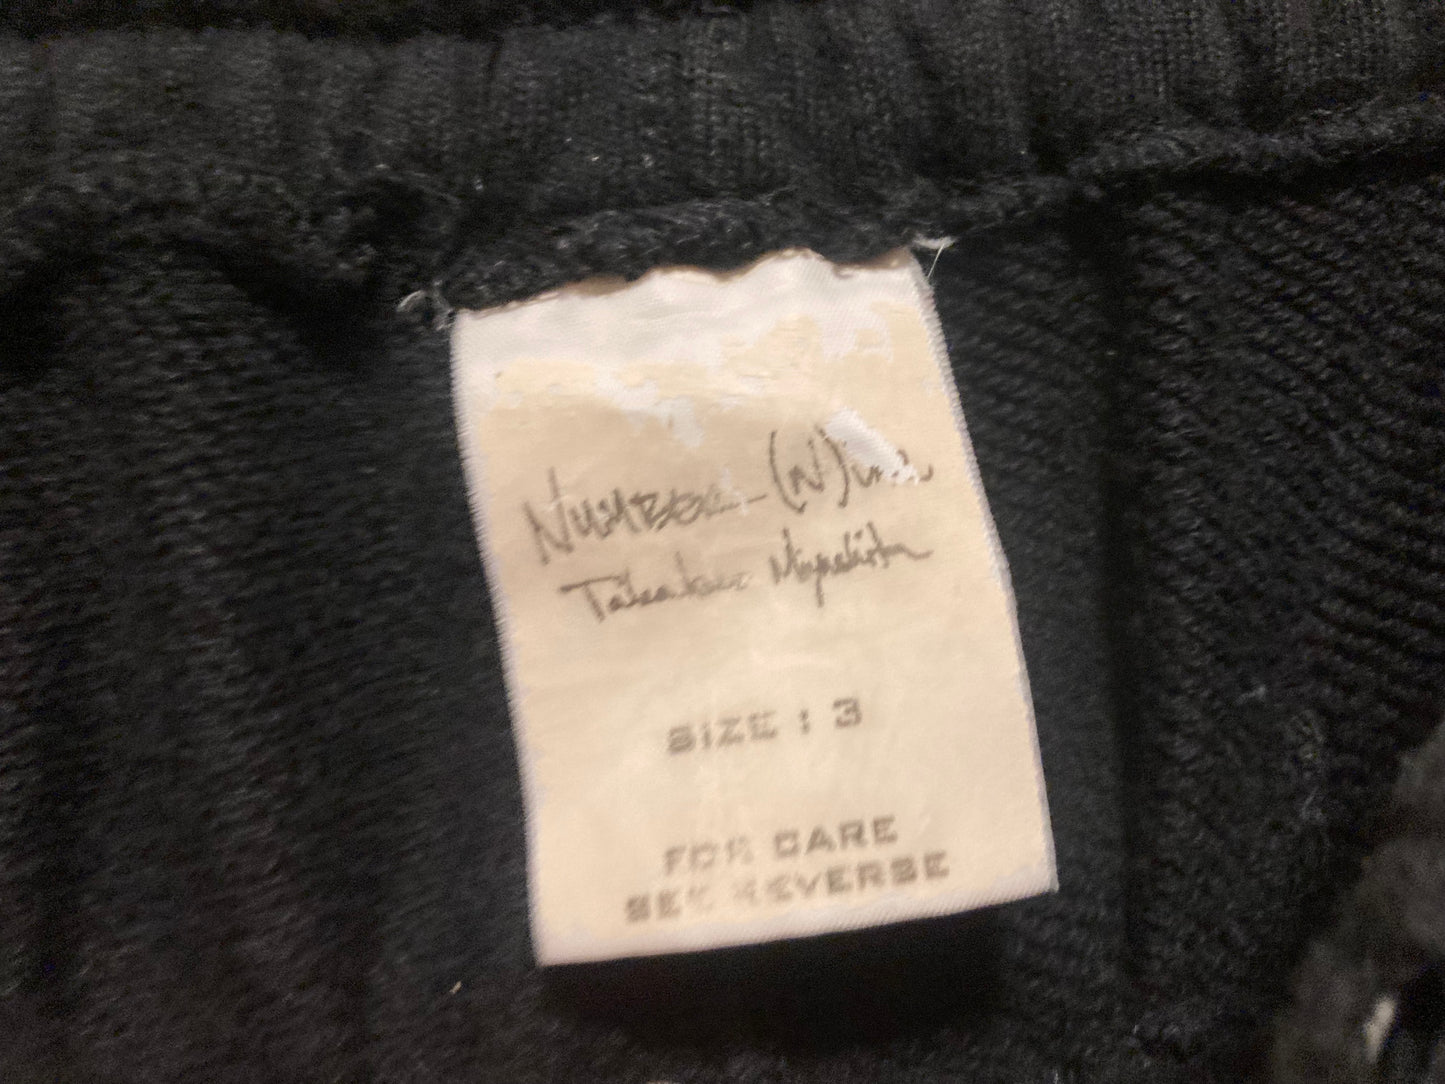 NUMBER (N)ine
Takahiro Miyashita
SIZE : 3
FOR CARE
SEE REVERSE